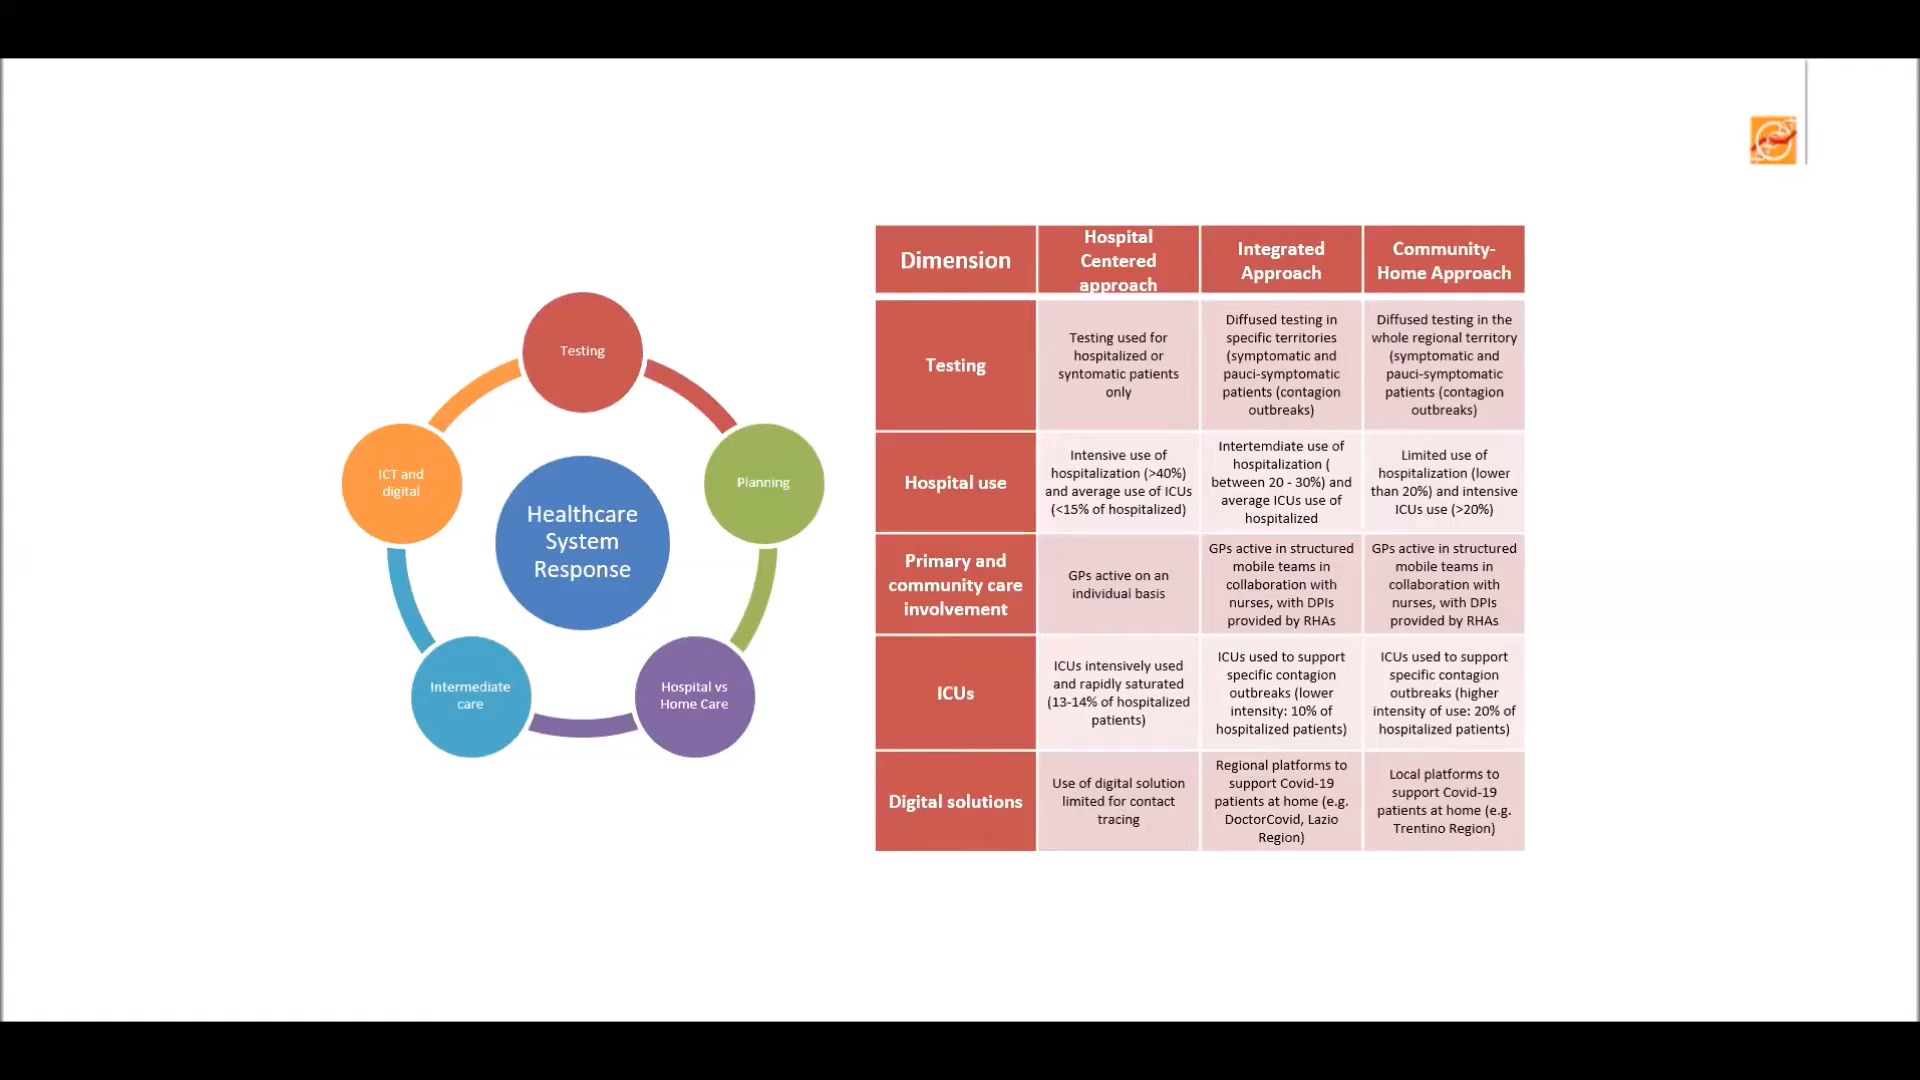 Testing
Planning
Hospital vs
Home Care
Intermediate
care
ICT and
digital
Healthcare
System
Response
Dimension
Hospital
Centered
approach
Integrated
Approach
Community-
Home Approach
Testing
Testing used for
hospitalized or
syntomatic patients
only
Diffused testing in
specific territories
(symptomatic and
pauci-symptomatic
patients (contagion
outbreaks)
Diffused testing in the
whole regional territory
(symptomatic and
pauci-symptomatic
patients (contagion
outbreaks)
Hospital use
Intensive use of
hospitalization (>40%)
and average use of ICUs
(<15% of hospitalized)
Intertemdiate use of
hospitalization (
between 20 - 30%) and
average ICUs use of
hospitalized
Limited use of
hospitalization (lower
than 20%) and intensive
ICUs use (>20%)
Primary and
community care
involvement
GPs active on an
individual basis
GPs active in structured
mobile teams in
collaboration with
nurses, with DPIs
provided by RHAs
GPs active in structured
mobile teams in
collaboration with
nurses, with DPIs
provided by RHAs
ICUs
ICUs intensively used
and rapidly saturated
(13-14% of hospitalized
patients)
ICUs used to support
specific contagion
outbreaks (lower
intensity: 10% of
hospitalized patients)
ICUs used to support
specific contagion
outbreaks (higher
intensity of use: 20% of
hospitalized patients)
Digital solutions
Use of digital solution
limited for contact
tracing
Regional platforms to
support Covid-19
patients at home (e.g.
DoctorCovid, Lazio
Region)
Local platforms to
support Covid-19
patients at home (e.g.
Trentino Region)